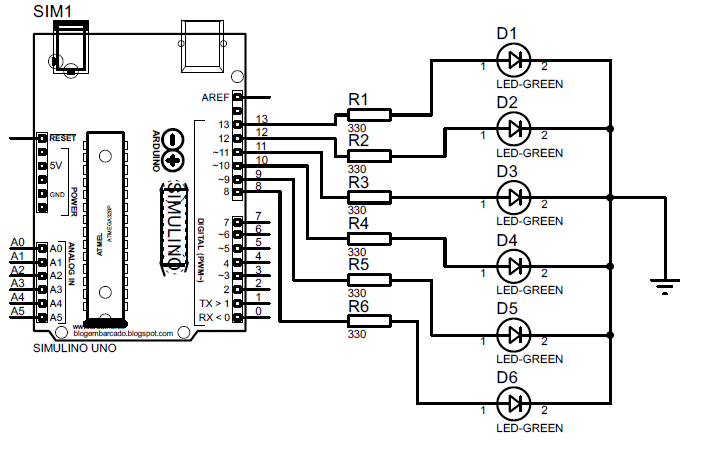 SIM1
AREF
RESET
5V
POWER
GND
A0
A1
A2
A3
A4
A5
A0
A1
A2
A3
A4
A5
ANALOG IN
ATMEL
ATMEGA328P
ARDUINO
SIMULINO
DIGITAL (PWM~)
13
12
~11
~10
~9
8
7
~6
~5
4
~3
2
TX > 1
RX < 0
13
12
11
10
9
8
7
6
5
4
3
2
1
0
blogembarcado.blogspot.com
SIMULINO UNO
R1
330
R2
330
R3
330
R4
330
R5
330
R6
330
D1
1 2
LED-GREEN
D2
1 2
LED-GREEN
D3
1 2
LED-GREEN
D4
1 2
LED-GREEN
D5
1 2
LED-GREEN
D6
1 2
LED-GREEN